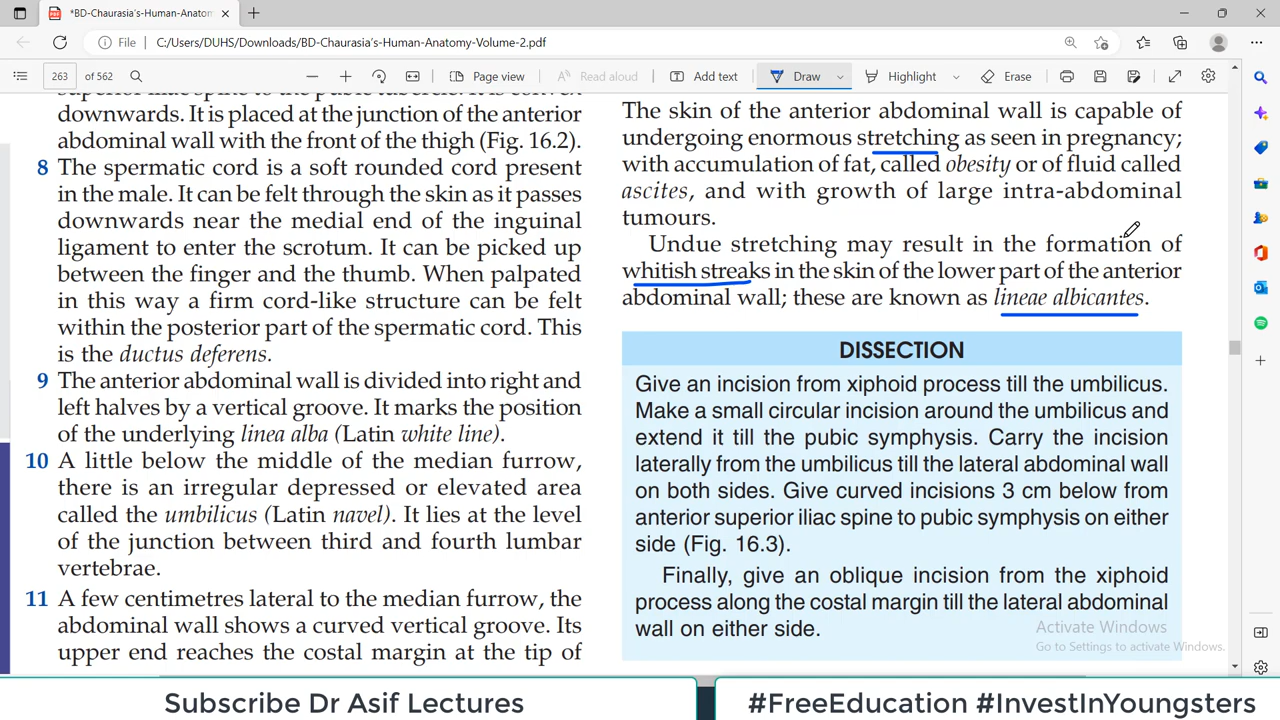 *BD-Chaurasia's-Human-Anatom
File
C:/Users/DUHS/Downloads/BD-Chaurasia's-Human-Anatomy-Volume-2.pdf
263
of 562
Page view
Read aloud
Add text
Draw
Highlight
Erase
downwards. It is placed at the junction of the anterior
abdominal wall with the front of the thigh (Fig. 16.2).
8 The spermatic cord is a soft rounded cord present
in the male. It can be felt through the skin as it passes
downwards near the medial end of the inguinal
ligament to enter the scrotum. It can be picked up
between the finger and the thumb. When palpated
in this way a firm cord-like structure can be felt
within the posterior part of the spermatic cord. This
is the ductus deferens.
9 The anterior abdominal wall is divided into right and
left halves by a vertical groove. It marks the position
of the underlying linea alba (Latin white line).
10 A little below the middle of the median furrow,
there is an irregular depressed or elevated area
called the umbilicus (Latin navel). It lies at the level
of the junction between third and fourth lumbar
vertebrae.
11 A few centimetres lateral to the median furrow, the
abdominal wall shows a curved vertical groove. Its
upper end reaches the costal margin at the tip of
The skin of the anterior abdominal wall is capable of
undergoing enormous stretching as seen in pregnancy;
with accumulation of fat, called obesity or of fluid called
ascites, and with growth of large intra-abdominal
tumours.
Undue stretching may result in the formation of
whitish streaks in the skin of the lower part of the anterior
abdominal wall; these are known as lineae albicantes.
DISSECTION
Give an incision from xiphoid process till the umbilicus.
Make a small circular incision around the umbilicus and
extend it till the pubic symphysis. Carry the incision
laterally from the umbilicus till the lateral abdominal wall
on both sides. Give curved incisions 3 cm below from
anterior superior iliac spine to pubic symphysis on either
side (Fig. 16.3).
Finally, give an oblique incision from the xiphoid
process along the costal margin till the lateral abdominal
wall on either side.
Activate Windows
Go to Settings to activate Windows.
Subscribe Dr Asif Lectures
#FreeEducation #InvestInYoungsters